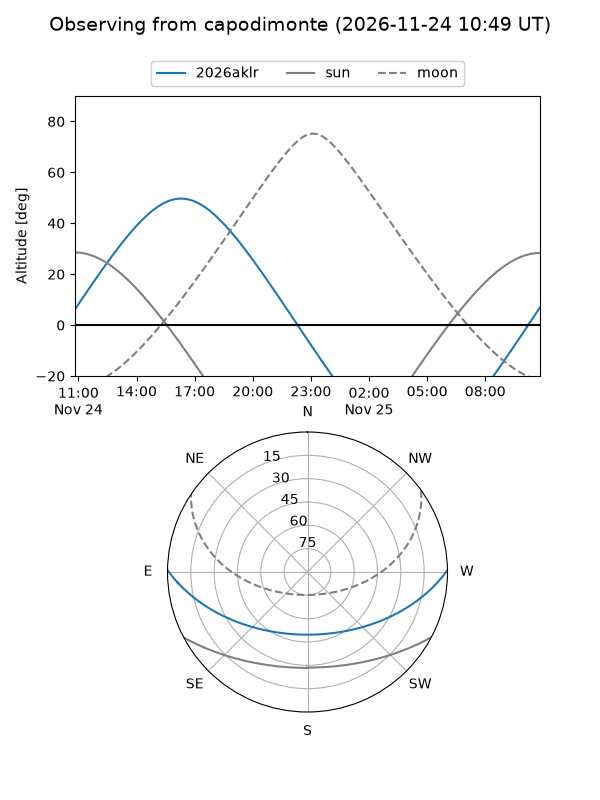 Observing from capodimonte (2026-11-24 10:49 UT)
2026aklr sun moon
Altitude [deg]
80
60
40
20
0
−20
11:00 14:00 17:00 20:00 23:00 02:00 05:00 08:00
Nov 24 Nov 25
N
NE NW
15
30
45
60
75
E W
SE SW
S